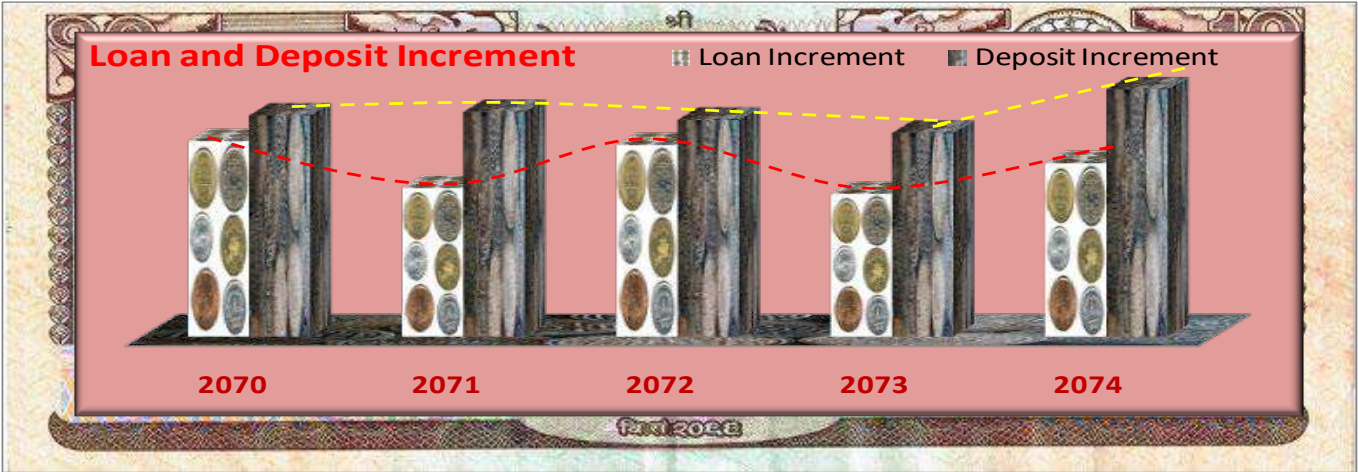 श्री
Loan and Deposit Increment
Loan Increment
Deposit Increment
2070
2071
2072
2073
2074